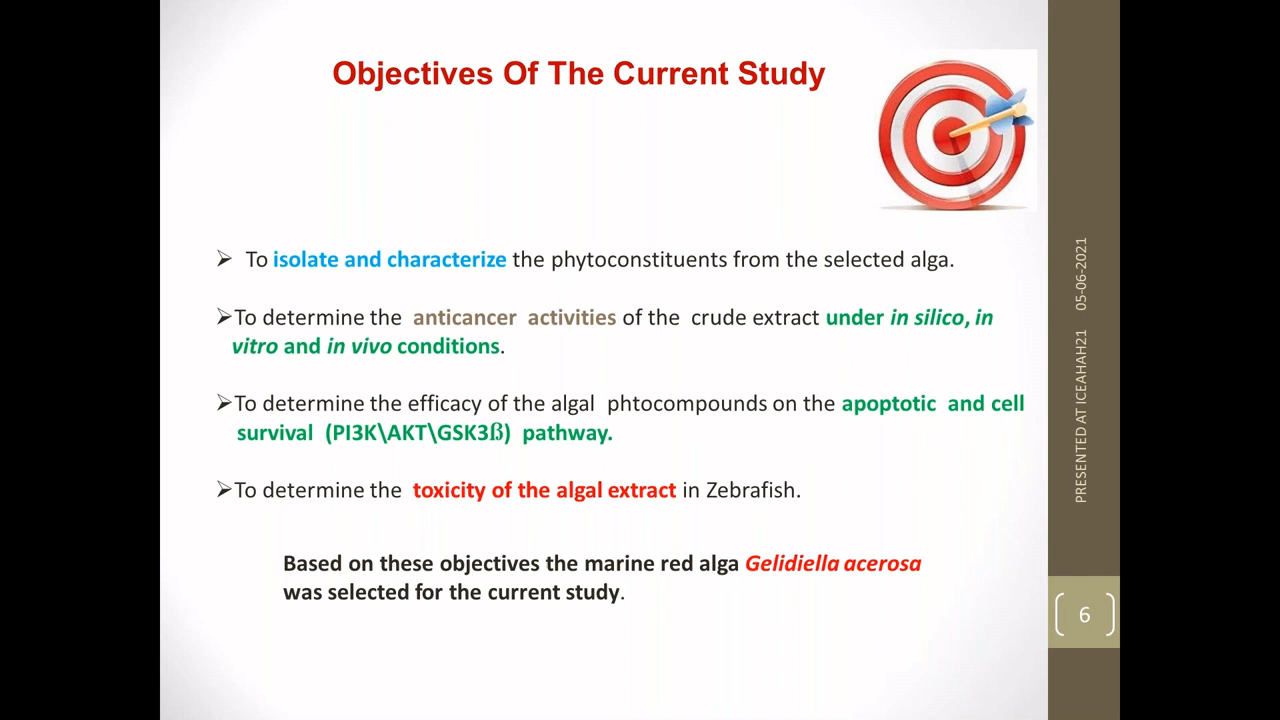 Objectives Of The Current Study
➢ To isolate and characterize the phytoconstituents from the selected alga.
➢To determine the anticancer activities of the crude extract under in silico, in
vitro and in vivo conditions.
➢To determine the efficacy of the algal phtocompounds on the apoptotic and cell
survival (PI3K\AKT\GSK3ß) pathway.
➢To determine the toxicity of the algal extract in Zebrafish.
Based on these objectives the marine red alga Gelidiella acerosa
was selected for the current study.
PRESENTED AT ICEAHAH21 05-06-2021
6